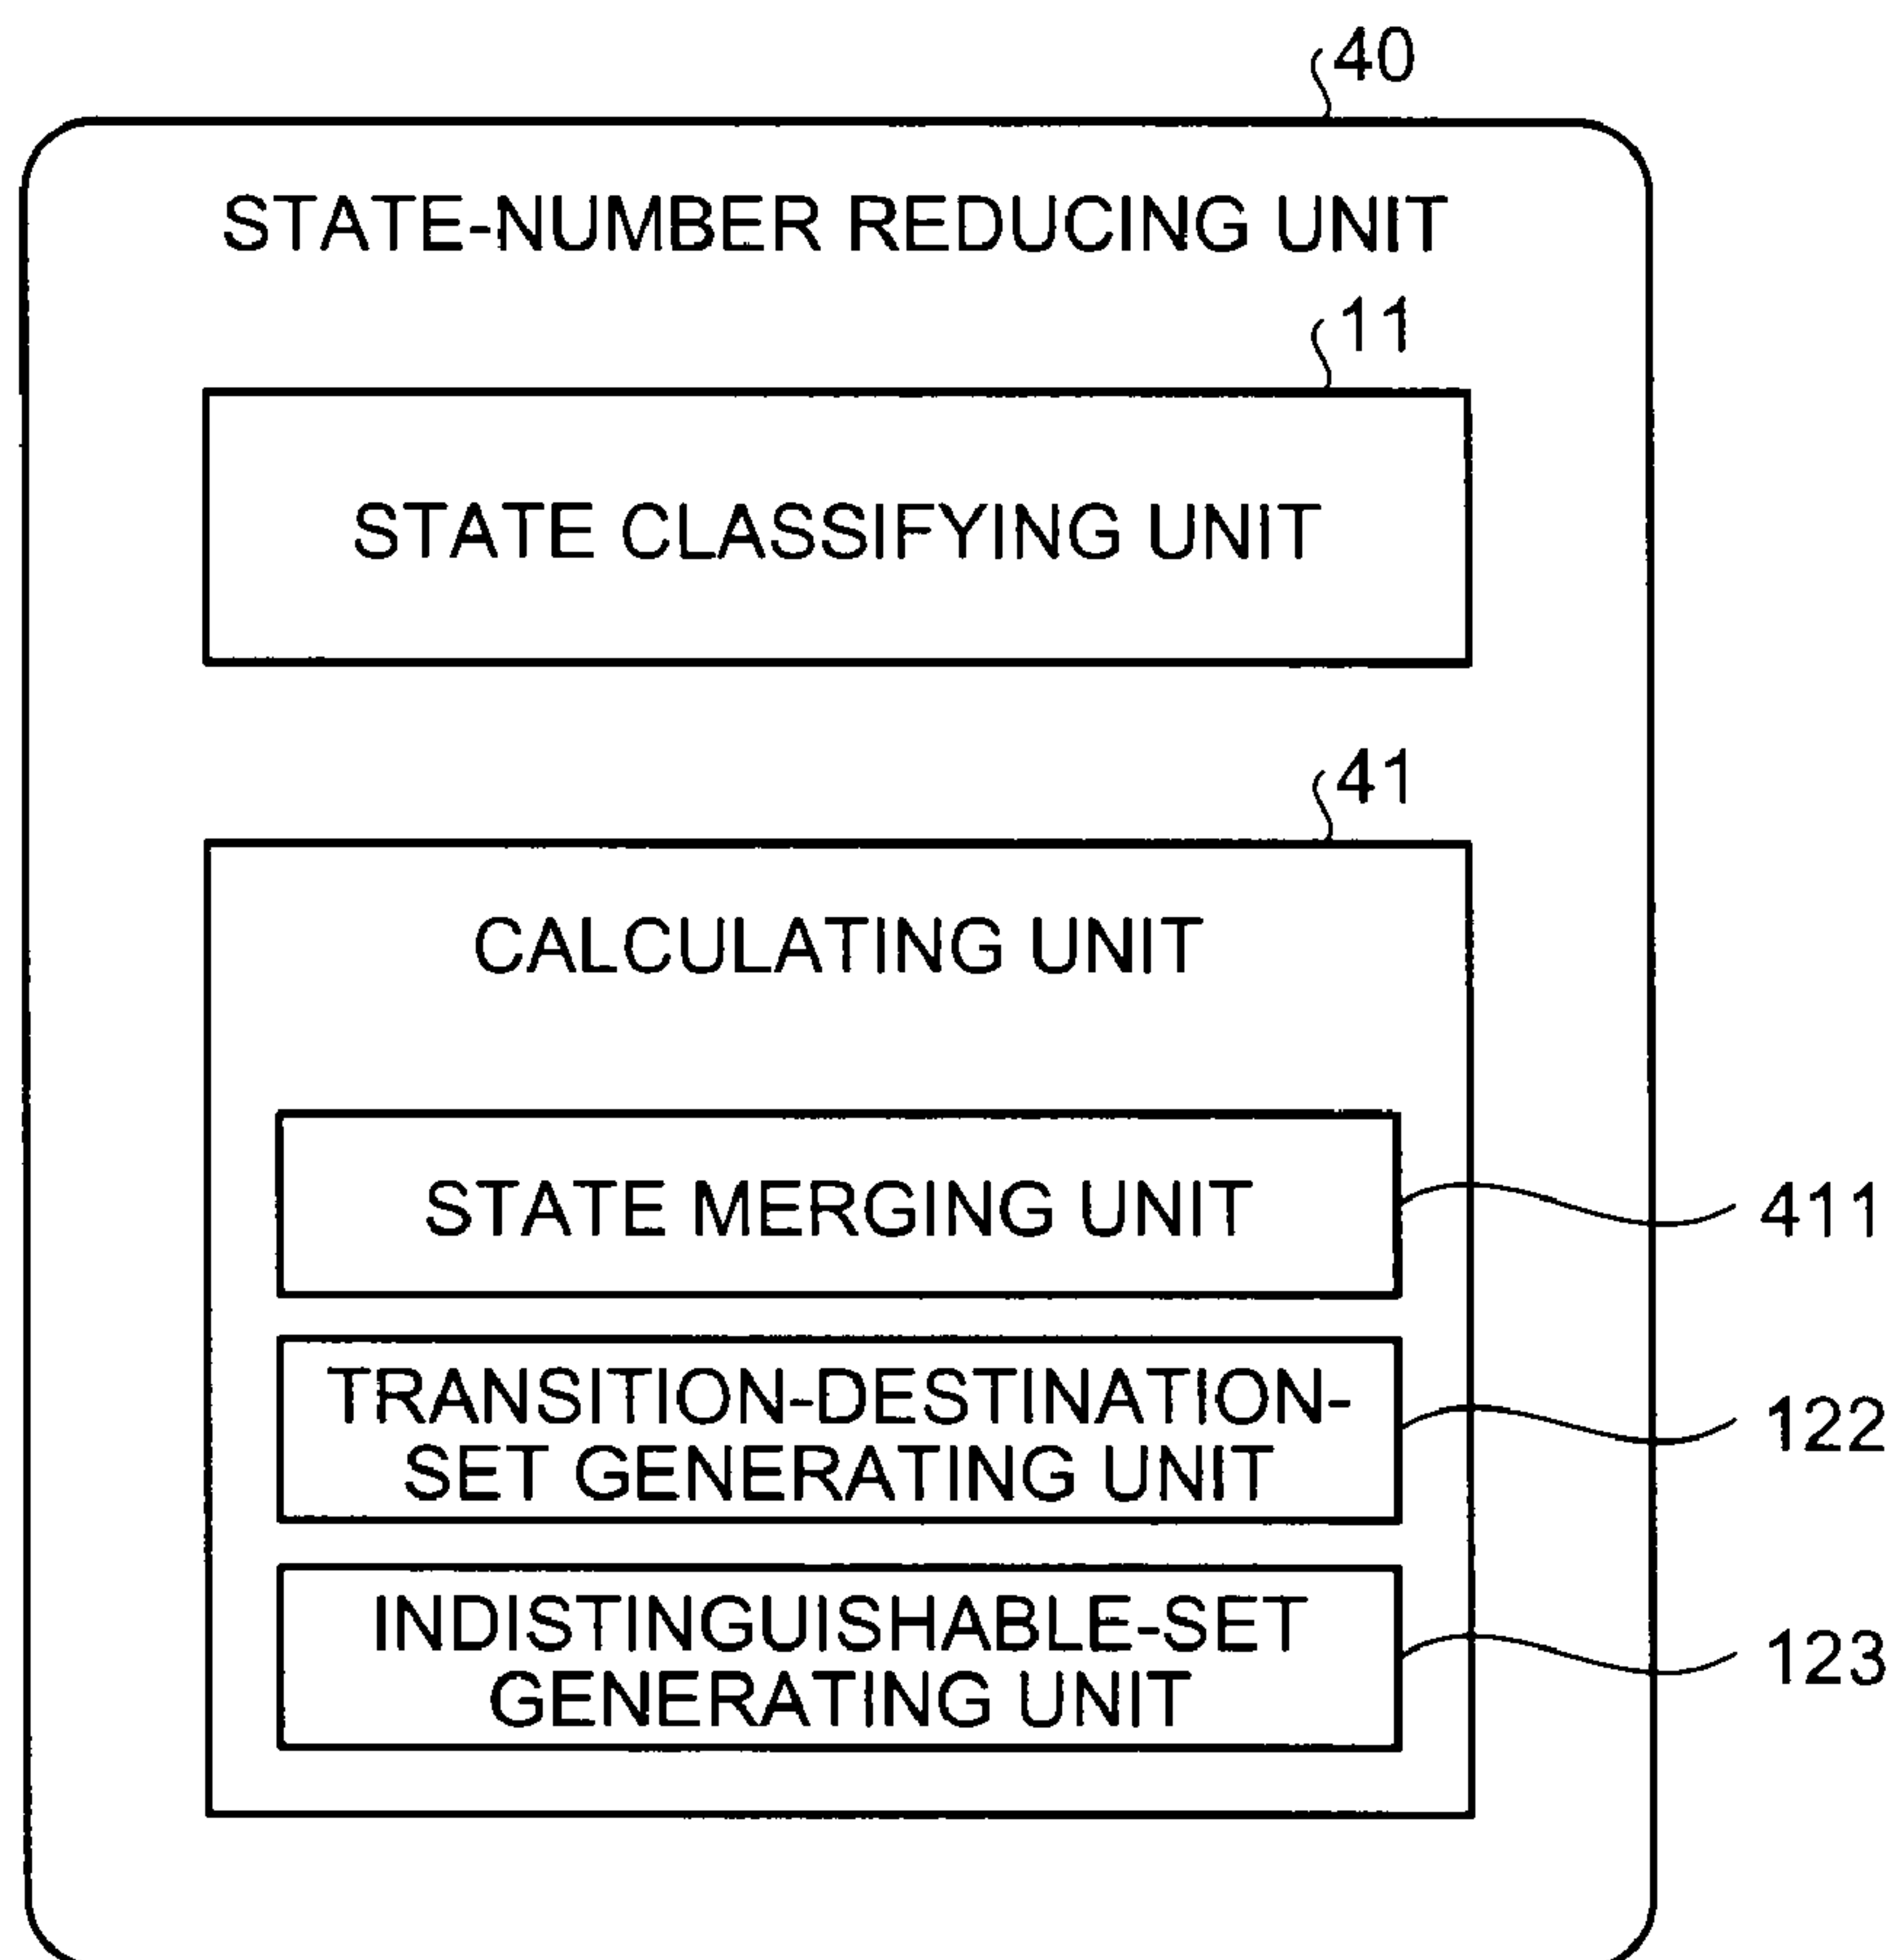 40
STATE-NUMBER REDUCING UNIT
11
STATE CLASSIFYING UNIT
41
CALCULATING UNIT
STATE MERGING UNIT
411
TRANSITION-DESTINATION-
SET GENERATING UNIT
122
INDISTINGUISHABLE-SET
GENERATING UNIT
123